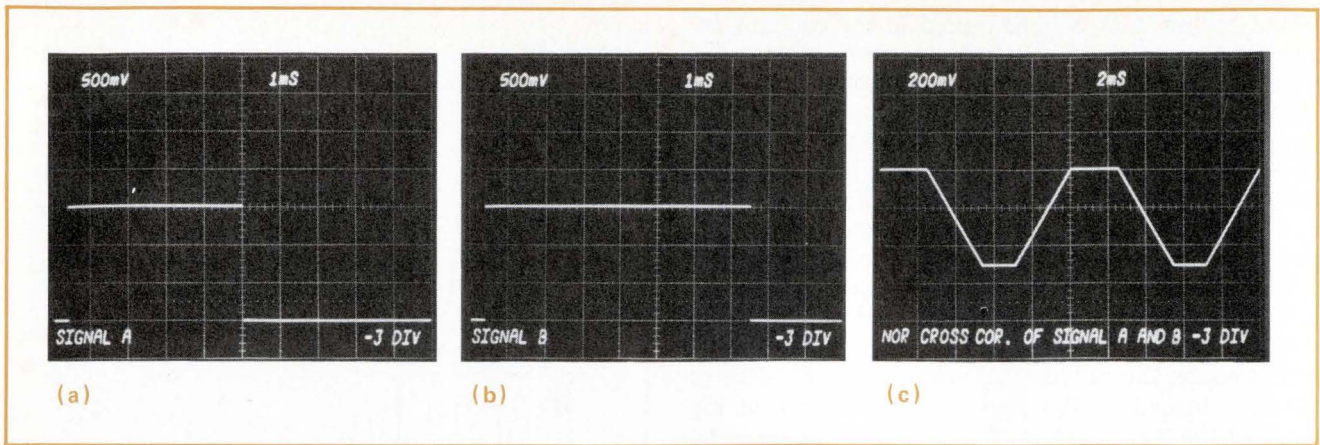 500mV 1mS
SIGNAL A -3 DIV
(a)
500mV 1mS
SIGNAL B -3 DIV
(b)
200mV 2mS
NOR CROSS COR. OF SIGNAL A AND B -3 DIV
(c)